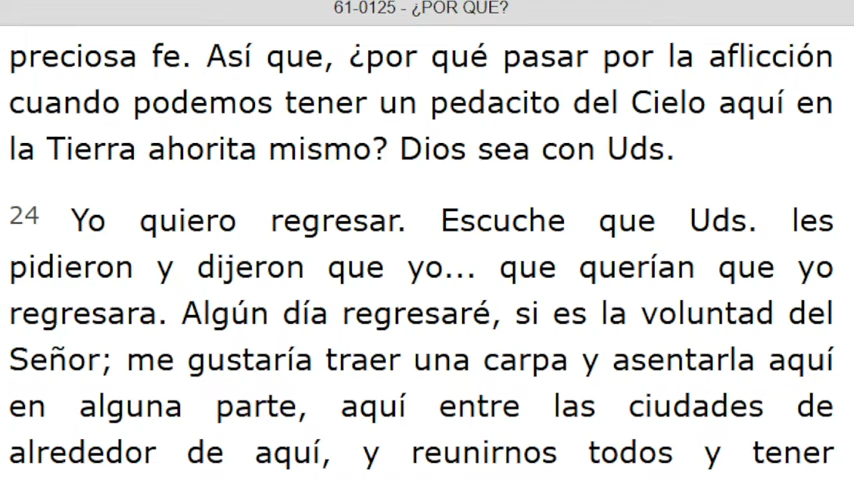 61-0125 - ¿POR QUE?
preciosa fe. Así que, ¿por qué pasar por la aflicción
cuando podemos tener un pedacito del Cielo aquí en
la Tierra ahorita mismo? Dios sea con Uds.
24 Yo quiero regresar. Escuche que Uds. les
pidieron y dijeron que yo... que querían que yo
regresara. Algún día regresaré, si es la voluntad del
Señor; me gustaría traer una carpa y asentarla aquí
en alguna parte, aquí entre las ciudades de
alrededor de aquí, y reunirnos todos y tener